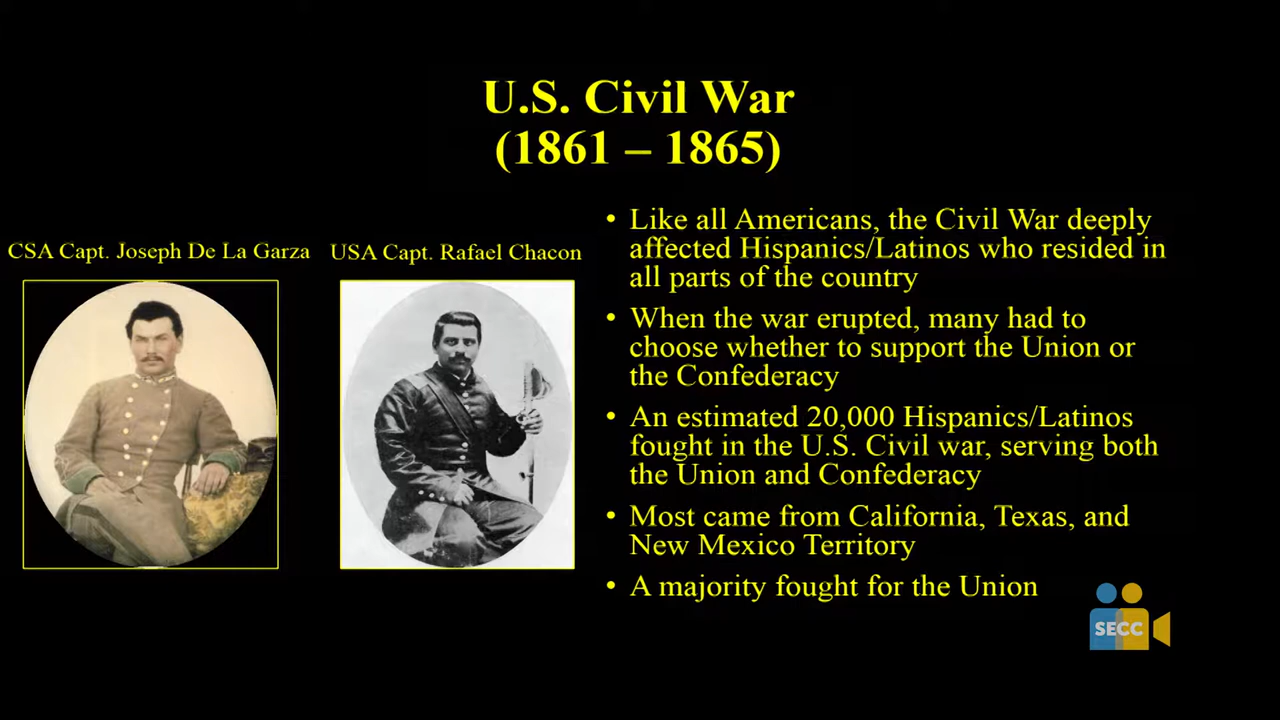 U.S. Civil War
(1861 – 1865)
CSA Capt. Joseph De La Garza
USA Capt. Rafael Chacon
• Like all Americans, the Civil War deeply
affected Hispanics/Latinos who resided in
all parts of the country
• When the war erupted, many had to
choose whether to support the Union or
the Confederacy
• An estimated 20,000 Hispanics/Latinos
fought in the U.S. Civil war, serving both
the Union and Confederacy
• Most came from California, Texas, and
New Mexico Territory
• A majority fought for the Union
SECC